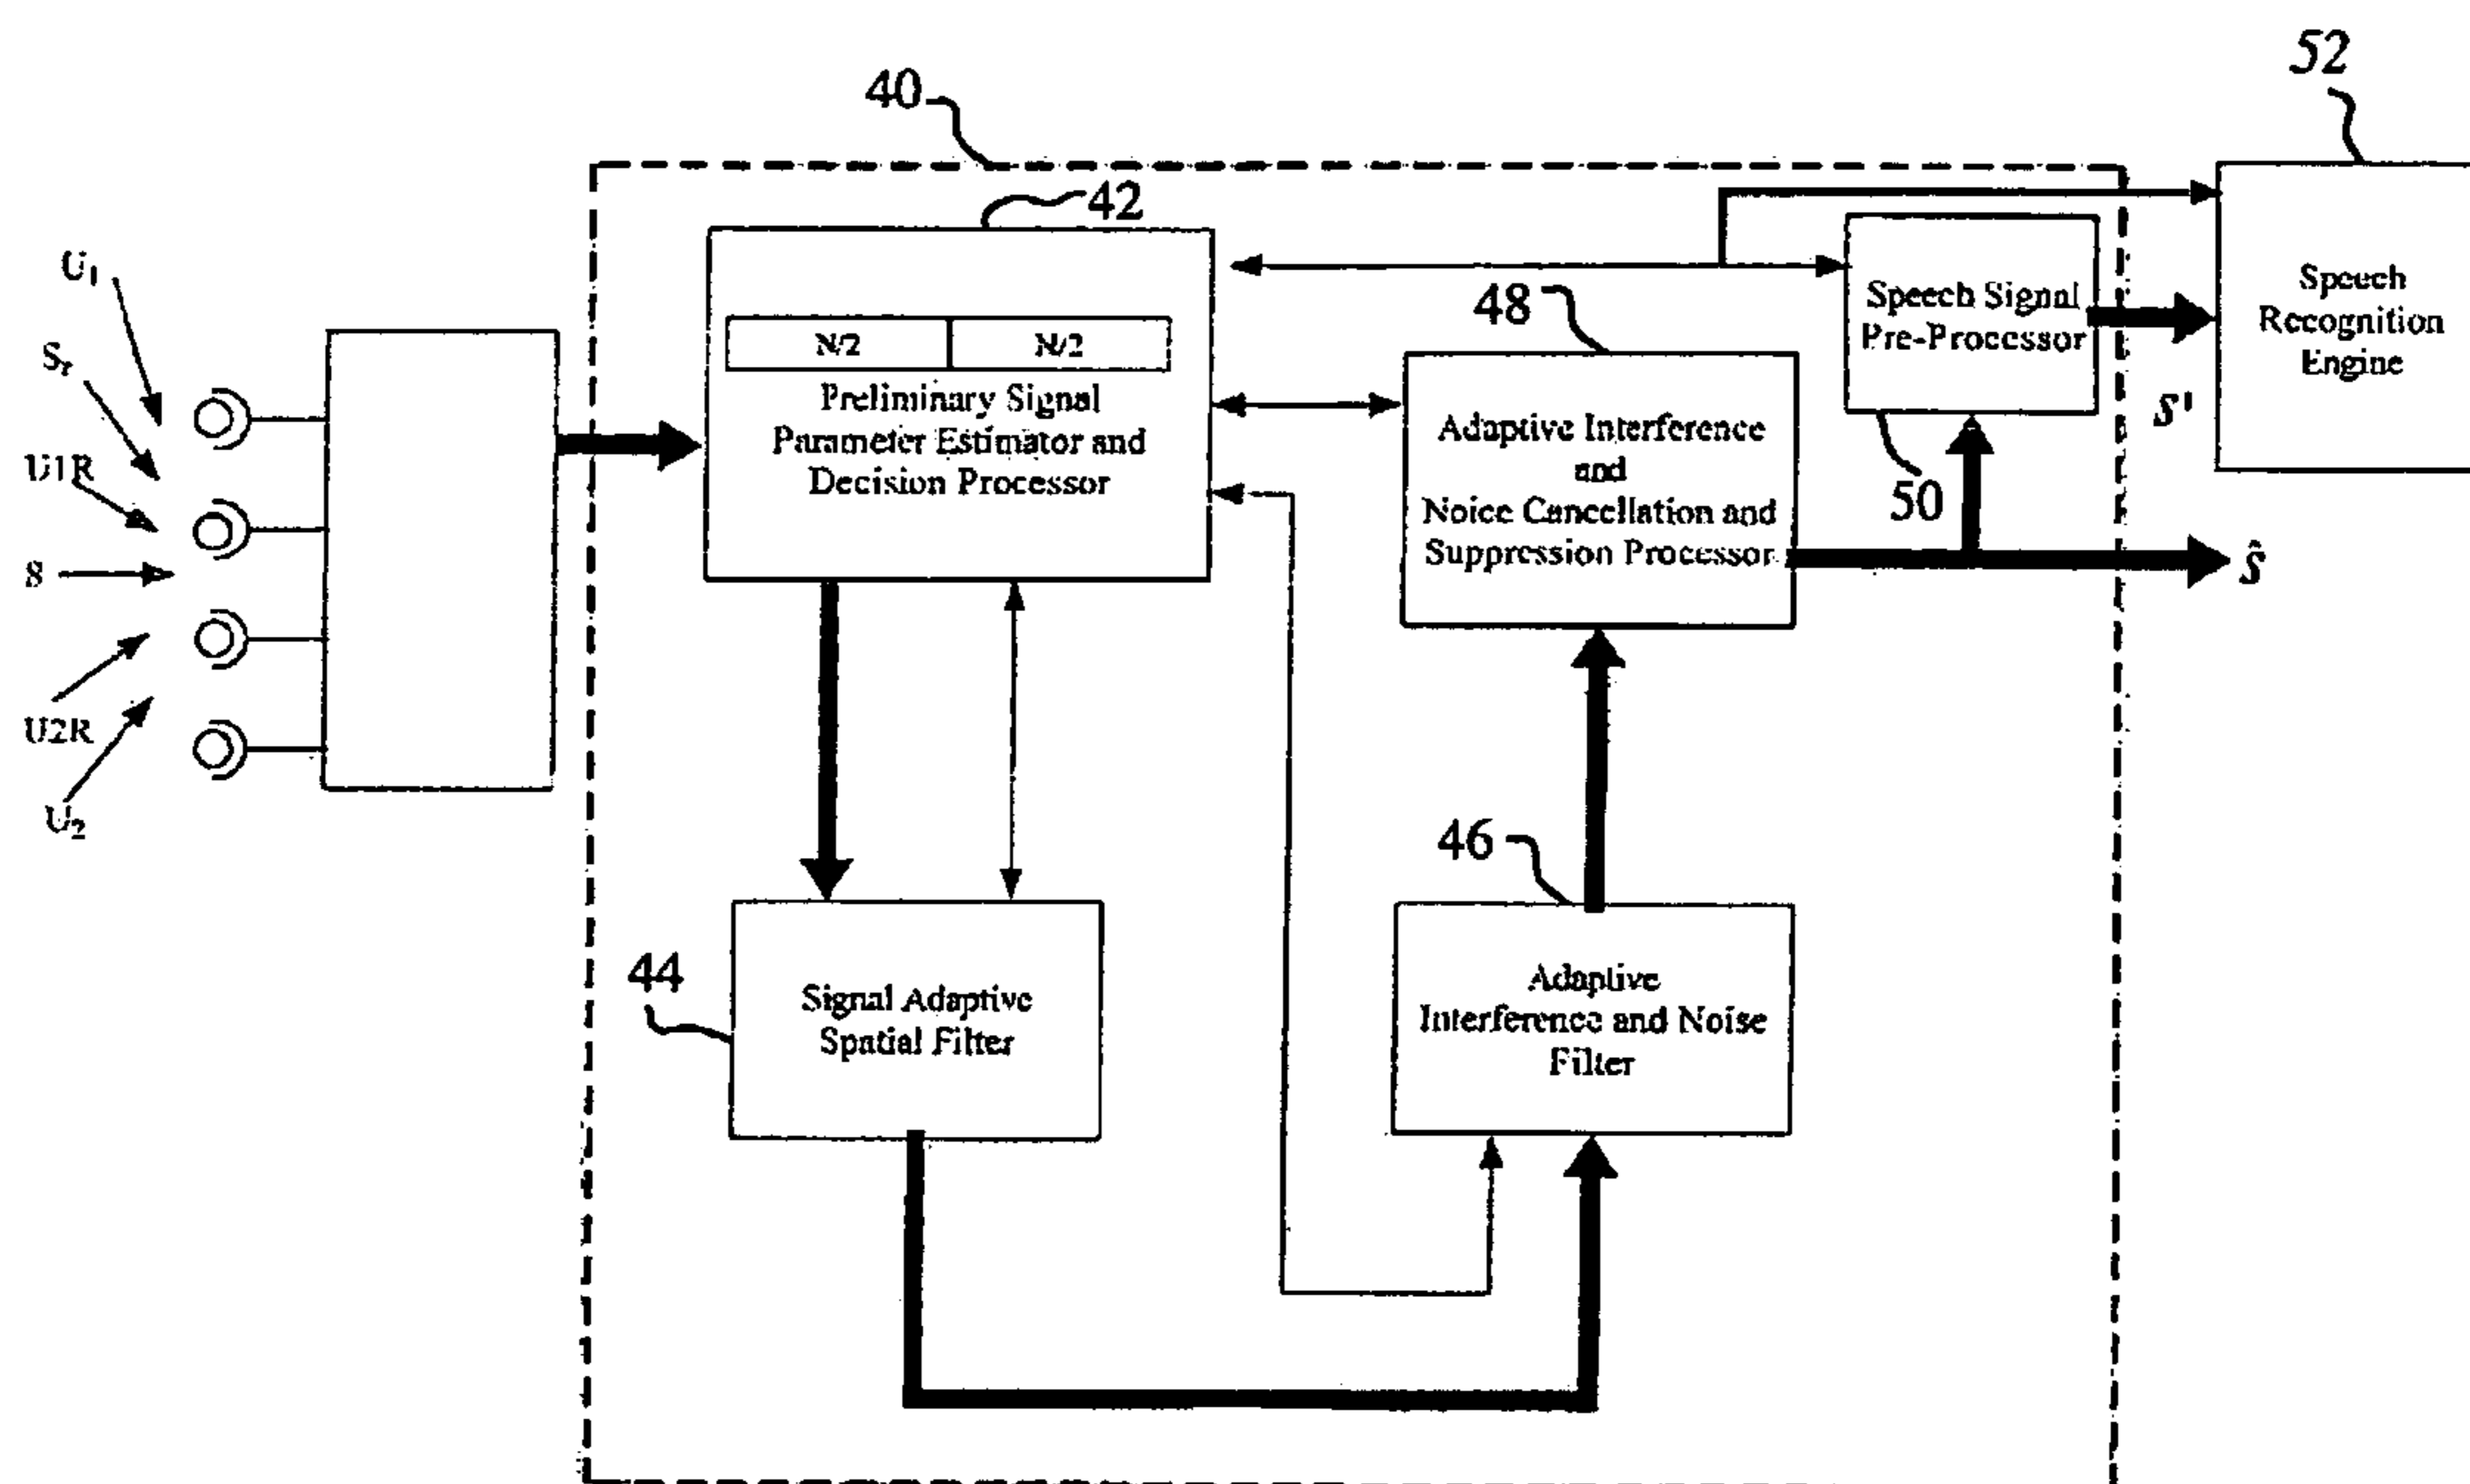 52
40
42
U1
Sr
U1R
S
U2R
U2
N/2 N/2
Preliminary Signal
Parameter Estimator and
Decision Processor
48
Adaptive Interference
and
Noice Cancellation and
Suppression Processor
Speech Signal
Pre-Processor
50
Speech
Recognition
Engine
S'
ŝ
44
Signal Adaptive
Spatial Filter
46
Adaptive
Interference and Noise
Filter